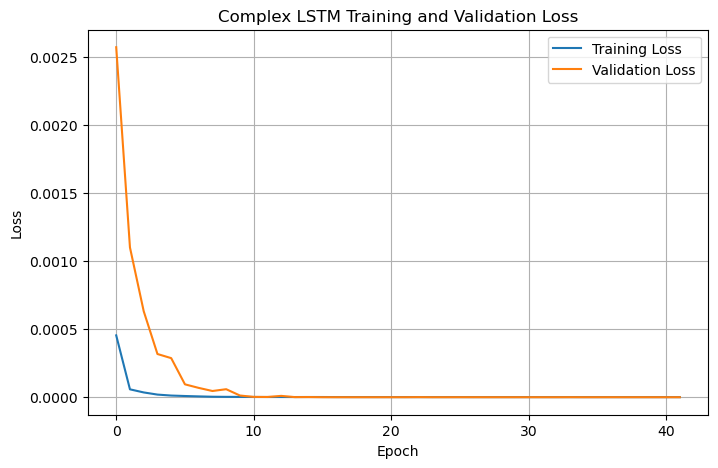 Complex LSTM Training and Validation Loss
Training Loss
Validation Loss
0.0025
0.0020
0.0015
0.0010
0.0005
0.0000
Loss
0 10 20 30 40
Epoch